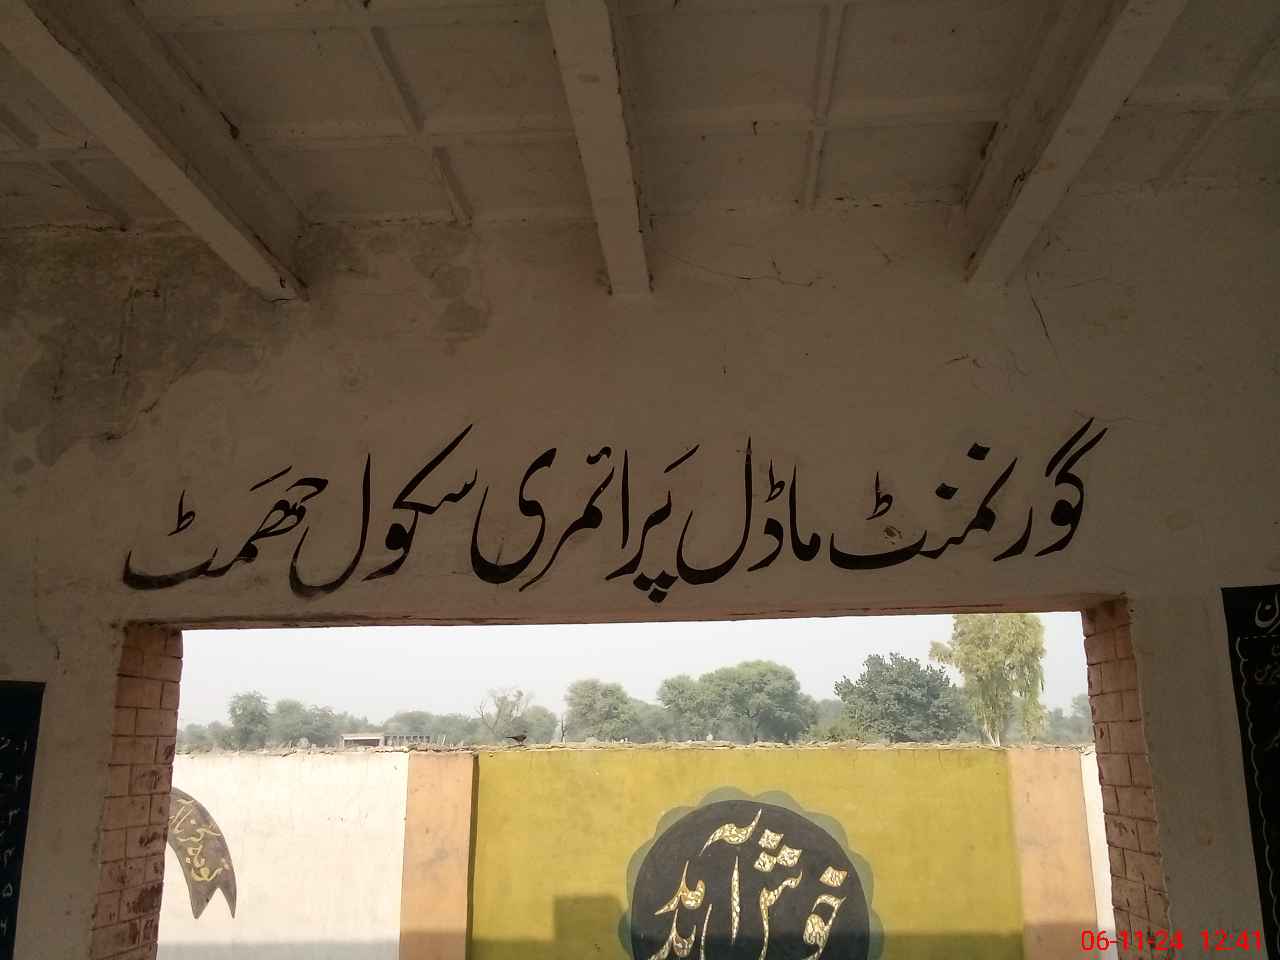 گورنمنٹ ماڈل پرائمری سکول جھمٹ
خوش آمدید
06-11-24 12:41